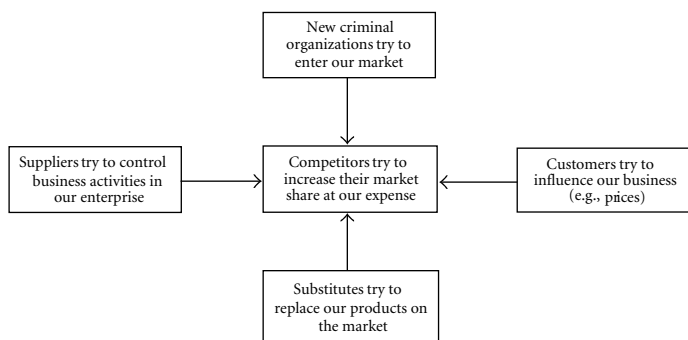 New criminal
organizations try to
enter our market
Suppliers try to control
business activities in
our enterprise
Competitors try to
increase their market
share at our expense
Customers try to
influence our business
(e.g., prices)
Substitutes try to
replace our products on
the market